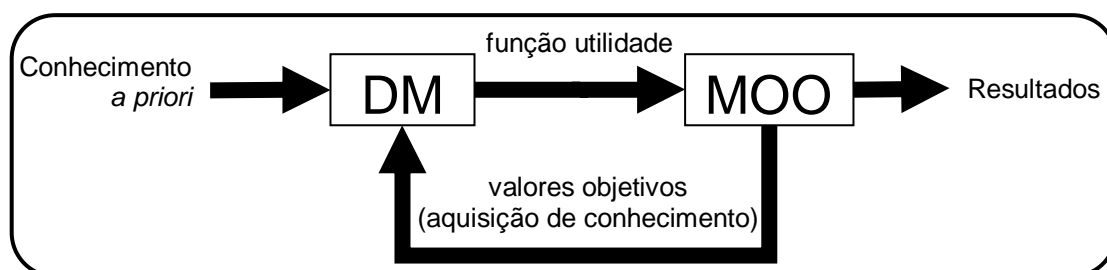 função utilidade
Conhecimento
a priori
DM
MOO
Resultados
valores objetivos
(aquisição de conhecimento)